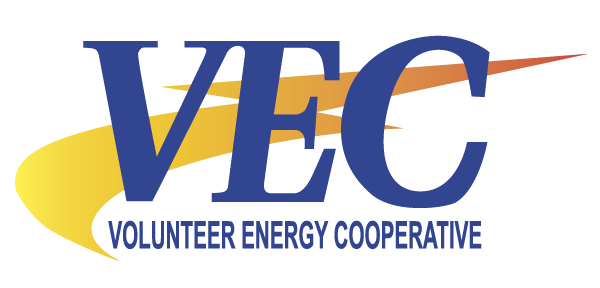 VEC
VOLUNTEER ENERGY COOPERATIVE